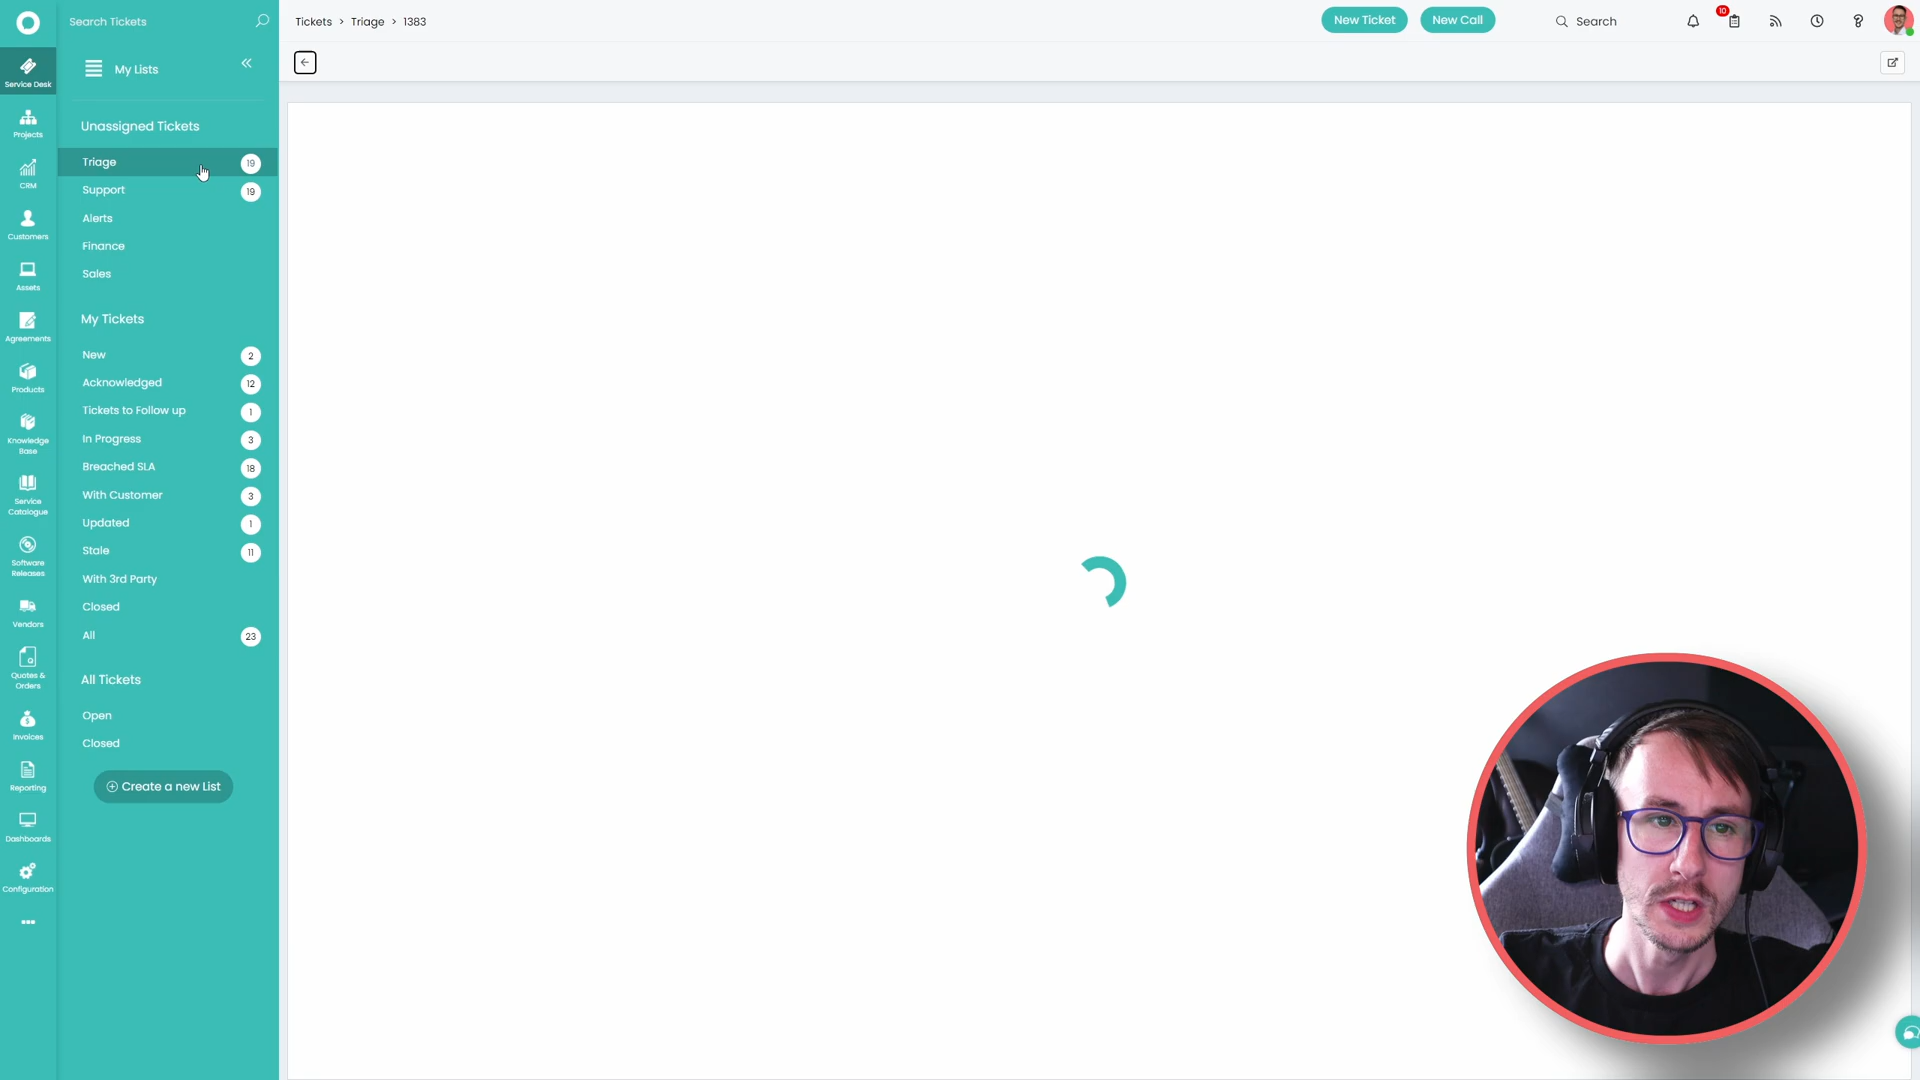 Search Tickets
Tickets > Triage > 1383
New Ticket
New Call
Search
10
My Lists
Service Desk
Projects
CRM
Customers
Assets
Agreements
Products
Knowledge
Base
Service
Catalogue
Software
Releases
Vendors
Quotes &
Orders
Invoices
Reporting
Dashboards
Configuration
Unassigned Tickets
Triage 19
Support 19
Alerts
Finance
Sales
My Tickets
New 2
Acknowledged 12
Tickets to Follow up 1
In Progress 3
Breached SLA 18
With Customer 3
Updated 1
Stale 11
With 3rd Party
Closed
All 23
All Tickets
Open
Closed
Create a new List